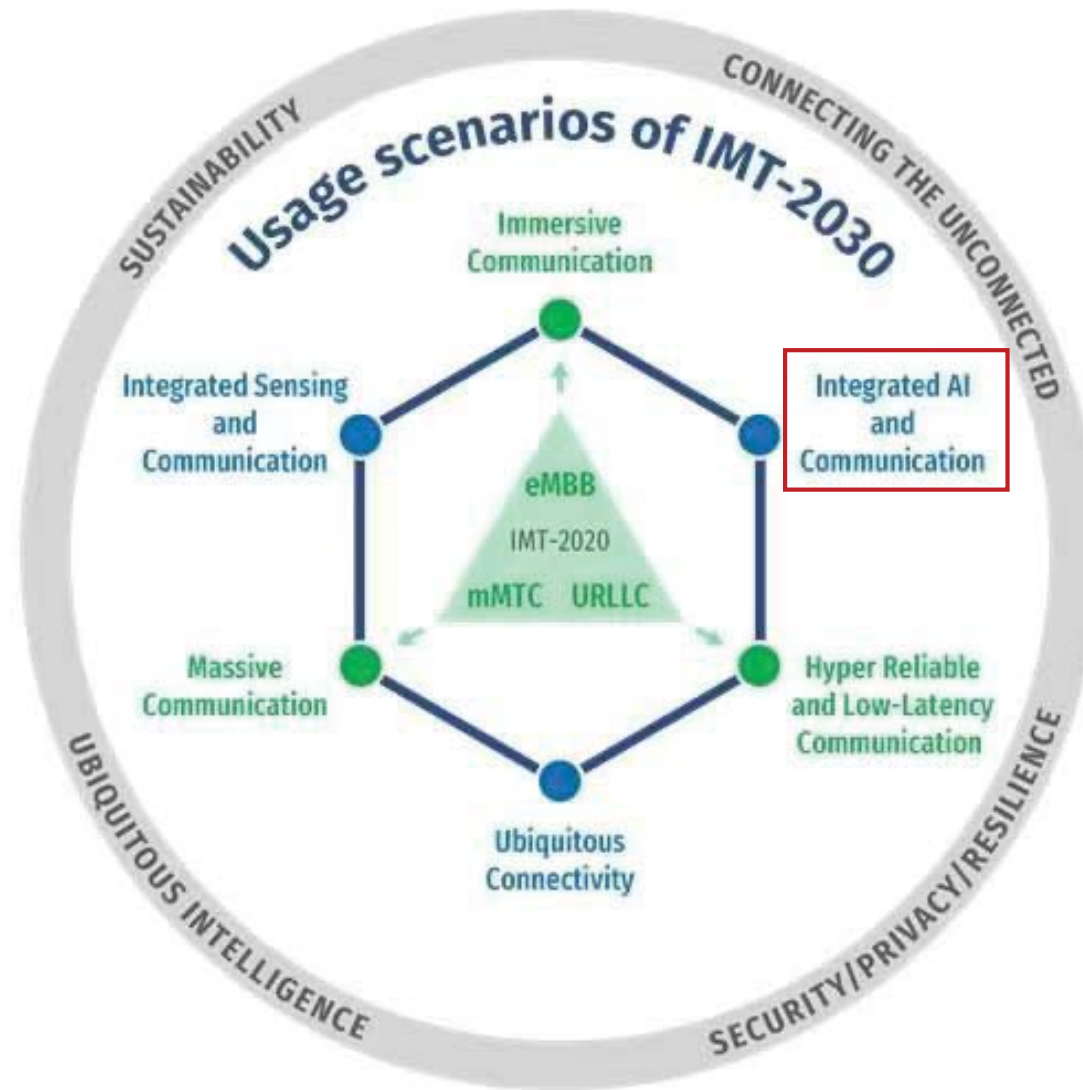 SUSTAINABILITY
CONNECTING THE UNCONNECTED
Usage scenarios of IMT-2030
Immersive
Communication
Integrated Sensing
and
Communication
Integrated AI
and
Communication
eMBB
IMT-2020
mMTC URLLC
Massive
Communication
Hyper Reliable
and Low-Latency
Communication
Ubiquitous
Connectivity
UBIQUITOUS INTELLIGENCE
SECURITY/PRIVACY/RESILIENCE